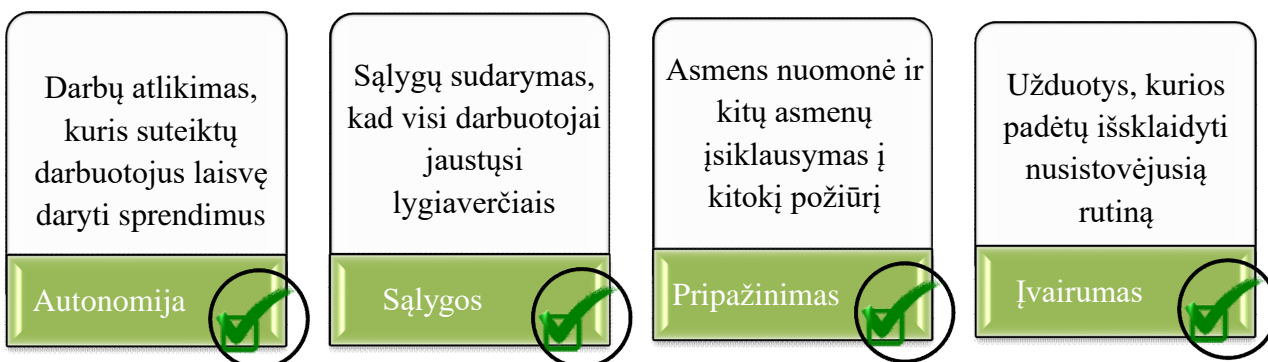 Darbų atlikimas,
kuris suteiktų
darbuotojus laisvę
daryti sprendimus
Autonomija
Sąlygų sudarymas,
kad visi darbuotojai
jaustųsi
lygiaverčiais
Sąlygos
Asmens nuomonė ir
kitų asmenų
įsiklausymas į
kitokį požiūrį
Pripažinimas
Užduotys, kurios
padėtų išsklaidyti
nusistovėjusią
rutiną
Įvairumas